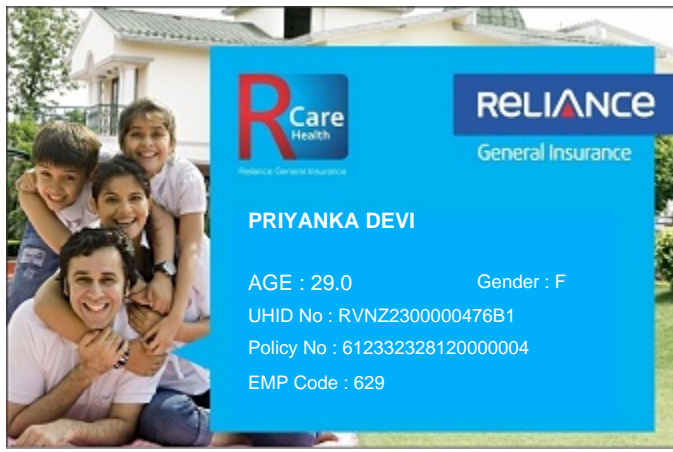 R Care
Health
Reliance General Insurance
RELIANCE
General Insurance
PRIYANKA DEVI
AGE : 29.0 Gender : F
UHID No : RVNZ2300000476B1
Policy No : 612332328120000004
EMP Code : 629